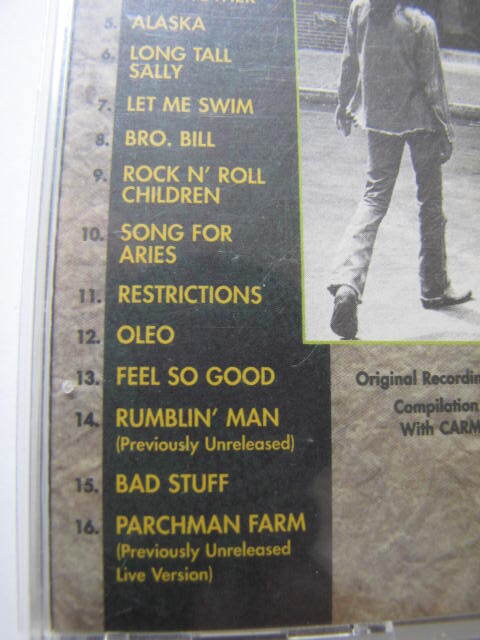 5. ALASKA
6. LONG TALL
SALLY
7. LET ME SWIM
8. BRO. BILL
9. ROCK N' ROLL
CHILDREN
10. SONG FOR
ARIES
11. RESTRICTIONS
12. OLEO
13. FEEL SO GOOD
14. RUMBLIN' MAN
(Previously Unreleased)
15. BAD STUFF
16. PARCHMAN FARM
(Previously Unreleased
Live Version)
Original Recordin
Compilation
With CARM